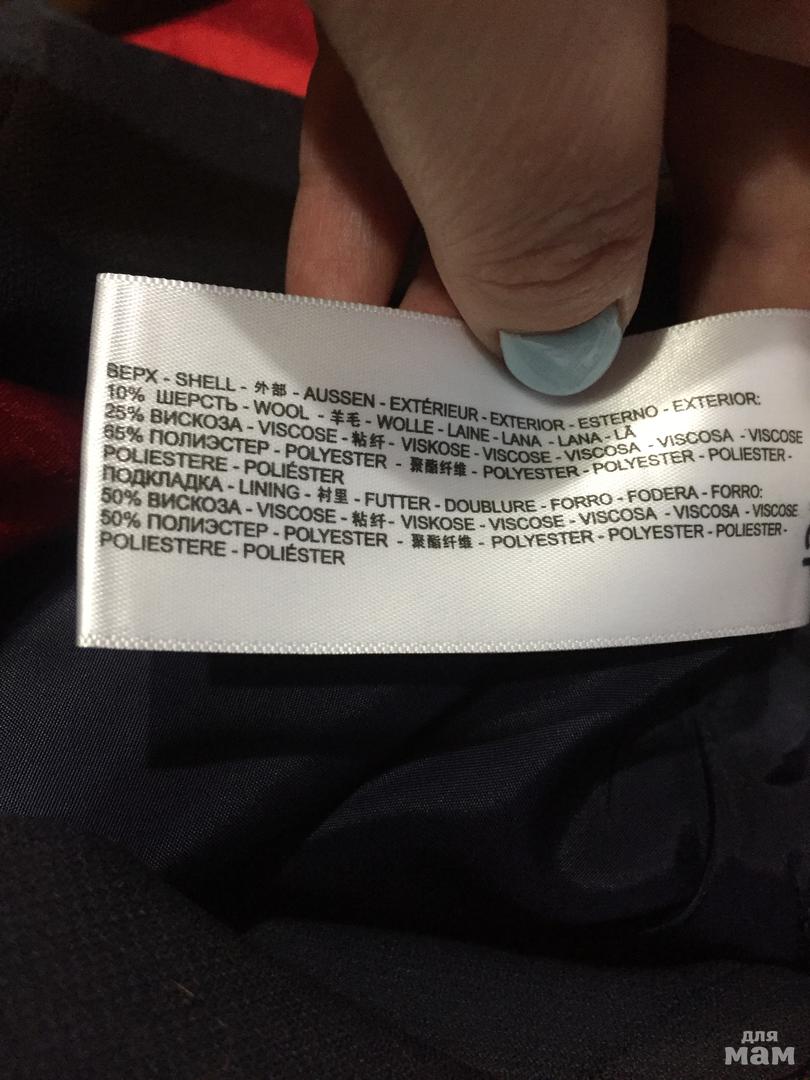 ВЕРХ - SHELL - 外部 - AUSSEN - EXTÉRIEUR - EXTERIOR - ESTERNO - EXTERIOR:
10% ШЕРСТЬ - WOOL - 羊毛 - WOLLE - LAINE - LANA - LANA - LÃ
25% ВИСКОЗА - VISCOSE - 粘纤 - VISKOSE - VISCOSE - VISCOSA - VISCOSA - VISCOSE
65% ПОЛИЭСТЕР - POLYESTER - 聚酯纤维 - POLYESTER - POLYESTER - POLIESTER -
POLIESTERE - POLIÉSTER
ПОДКЛАДКА - LINING - 衬里 - FUTTER - DOUBLURE - FORRO - FODERA - FORRO:
50% ВИСКОЗА - VISCOSE - 粘纤 - VISKOSE - VISCOSE - VISCOSA - VISCOSA - VISCOSE
50% ПОЛИЭСТЕР - POLYESTER - 聚酯纤维 - POLYESTER - POLYESTER - POLIESTER -
POLIESTERE - POLIÉSTER
для
мам